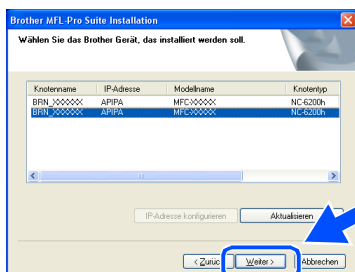 Brother MFL-Pro Suite Installation
Wählen Sie das Brother Gerät, das installiert werden soll.
Knotenname IP-Adresse Modellname Knotentyp
BRN_XXXXXX APIPA MFC-XXXXX NC-6200h
BRN_XXXXXX APIPA MFC-XXXXX NC-6200h
IP-Adresse konfigurieren Aktualisieren
< Zurück Weiter > Abbrechen